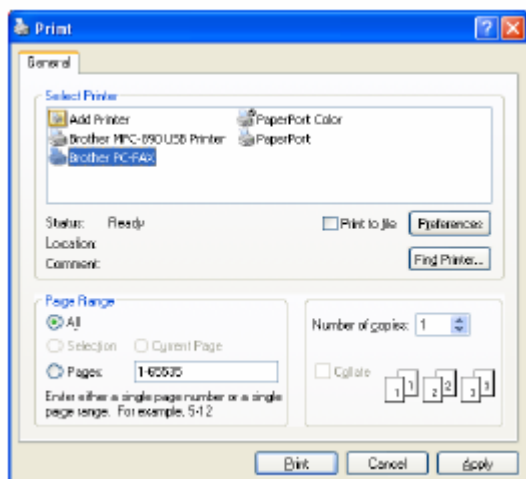 Print
General
Select Printer
Add Printer
PaperPort Color
Brother MFC-890 USB Printer
PaperPort
Brother PC-FAX
Status: Ready
Print to file
Preferences
Location:
Comment:
Find Printer...
Page Range
All
Selection
Current Page
Pages:
1-65535
Enter either a single page number or a single
page range. For example, 5-12
Number of copies: 1
Collate
1 1 2 2 3 3
Print
Cancel
Apply